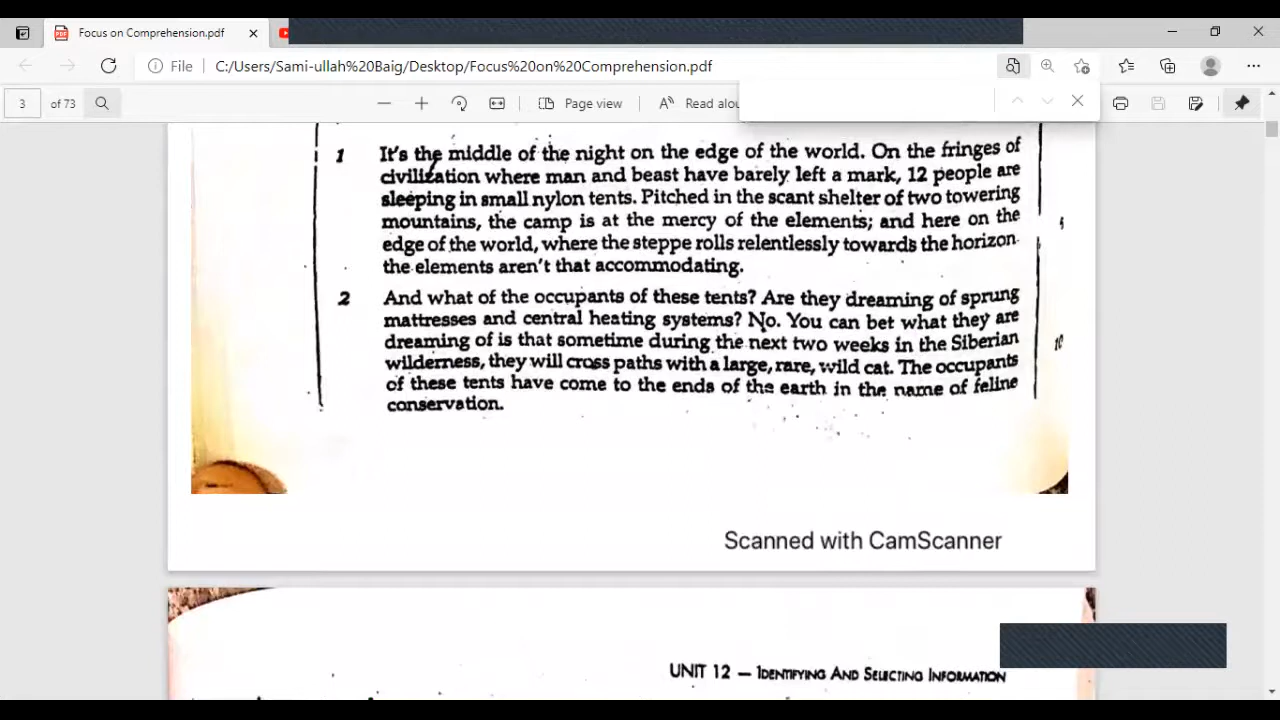 Focus on Comprehension.pdf
File
C:/Users/Sami-ullah%20Baig/Desktop/Focus%20on%20Comprehension.pdf
3
of 73
Page view
Read alou
1
It's the middle of the night on the edge of the world. On the fringes of
civilization where man and beast have barely left a mark, 12 people are
sleeping in small nylon tents. Pitched in the scant shelter of two towering
mountains, the camp is at the mercy of the elements; and here on the
5
edge of the world, where the steppe rolls relentlessly towards the horizon
the elements aren't that accommodating.
2
And what of the occupants of these tents? Are they dreaming of sprung
mattresses and central heating systems? No. You can bet what they are
dreaming of is that sometime during the next two weeks in the Siberian
10
wilderness, they will cross paths with a large, rare, wild cat. The occupants
of these tents have come to the ends of the earth in the name of feline
conservation.
Scanned with CamScanner
UNIT 12 — IDENTIFYING AND SELECTING INFORMATION